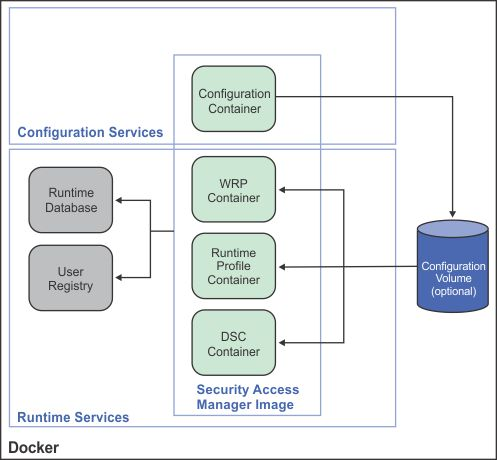 Configuration
Container
Configuration Services
WRP
Container
Runtime
Database
Runtime
Profile
Container
User
Registry
Configuration
Volume
(optional)
DSC
Container
Security Access
Manager Image
Runtime Services
Docker